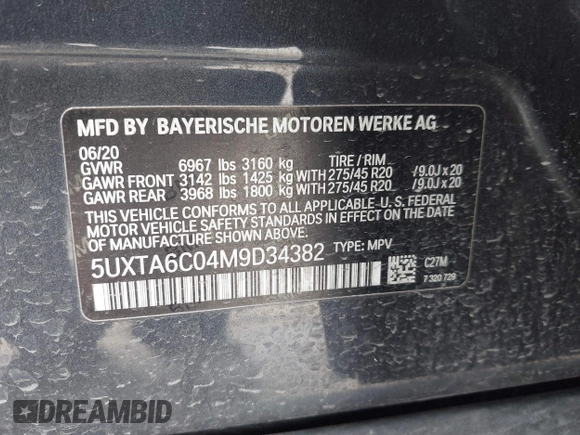 MFD BY BAYERISCHE MOTOREN WERKE AG
06/20
GVWR 6967 lbs 3160 kg TIRE / RIM
GAWR FRONT 3142 lbs 1425 kg WITH 275/45 R20 / 9.0J x 20
GAWR REAR 3968 lbs 1800 kg WITH 275/45 R20 / 9.0J x 20
THIS VEHICLE CONFORMS TO ALL APPLICABLE U. S. FEDERAL
MOTOR VEHICLE SAFETY STANDARDS IN EFFECT ON THE DATE OF
MANUFACTURE SHOWN ABOVE.
5UXTA6C04M9D34382 TYPE: MPV
C27M
7 320 729
DREAMBID